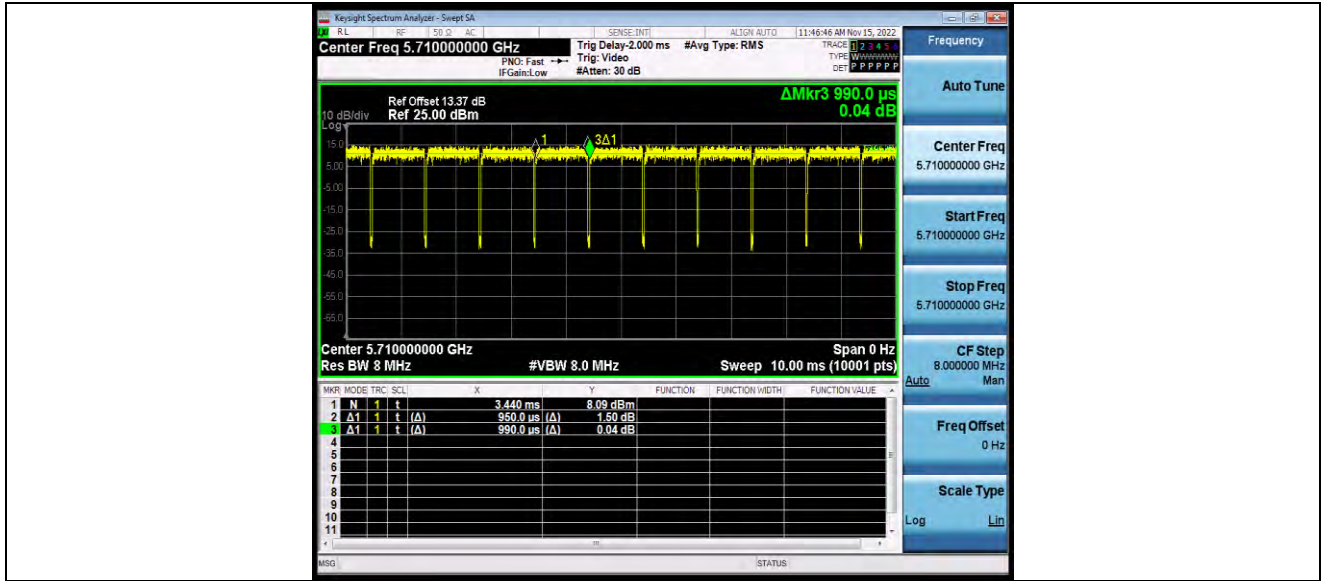 Keysight Spectrum Analyzer - Swept SA
RL RF 50 Ω AC SENSE:INT ALIGN AUTO 11:46:46 AM Nov 15, 2022
Center Freq 5.710000000 GHz
PNO: Fast
IFGain:Low
Trig Delay-2.000 ms
Trig: Video
#Atten: 30 dB
#Avg Type: RMS
TRACE 1 2 3 4 5 6
TYPE WWWWWW
DET P P P P P P
ΔMkr3 990.0 µs
0.04 dB
10 dB/div
Log
Ref Offset 13.37 dB
Ref 25.00 dBm
1
3Δ1
15.0
5.00
-5.00
-15.0
-25.0
-35.0
-45.0
-55.0
-65.0
Center 5.710000000 GHz Span 0 Hz
Res BW 8 MHz #VBW 8.0 MHz Sweep 10.00 ms (10001 pts)
MKR MODE TRC SCL X Y FUNCTION FUNCTION WIDTH FUNCTION VALUE
1 N 1 t 3.440 ms 8.09 dBm
2 Δ1 1 t (Δ) 950.0 µs (Δ) 1.50 dB
3 Δ1 1 t (Δ) 990.0 µs (Δ) 0.04 dB
4
5
6
7
8
9
10
11
MSG STATUS
Frequency
Auto Tune
Center Freq
5.710000000 GHz
Start Freq
5.710000000 GHz
Stop Freq
5.710000000 GHz
CF Step
8.000000 MHz
Auto Man
Freq Offset
0 Hz
Scale Type
Log Lin